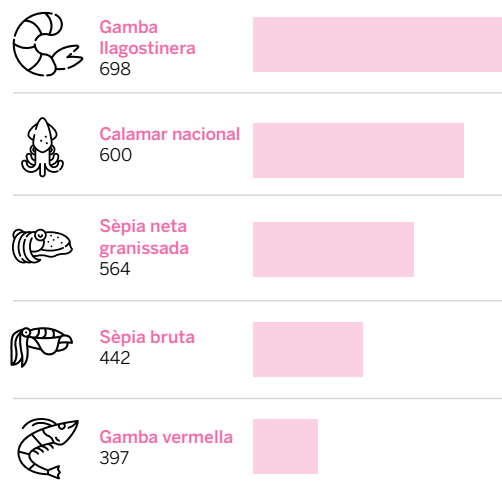 Gamba
llagostinera
698
Calamar nacional
600
Sèpia neta
granissada
564
Sèpia bruta
442
Gamba vermella
397